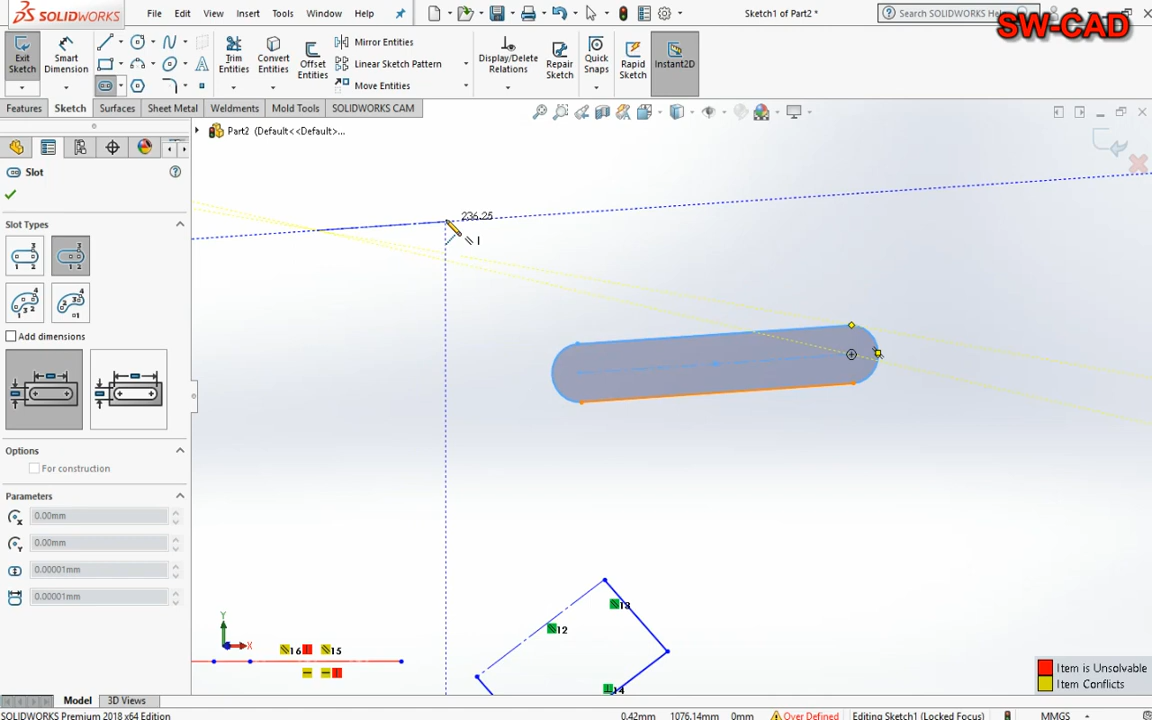 SOLIDWORKS
File
Edit
View
Insert
Tools
Window
Help
Sketch1 of Part2 *
SW-CAD
Exit
Sketch
Smart
Dimension
Trim
Entities
Convert
Entities
Offset
Entities
Mirror Entities
Linear Sketch Pattern
Move Entities
Display/Delete
Relations
Repair
Sketch
Quick
Snaps
Rapid
Sketch
Instant2D
Features
Sketch
Surfaces
Sheet Metal
Weldments
Mold Tools
SOLIDWORKS CAM
Part2 (Default<<Default>...
Slot
?
Slot Types
Add dimensions
Options
For construction
Parameters
0.00mm
0.00mm
0.00001mm
0.00001mm
236.25
13
12
14
16
15
Y
X
Item is Unsolvable
Item Conflicts
Model
3D Views
SOLIDWORKS Premium 2018 x64 Edition
0.42mm
1076.14mm
0mm
Over Defined
Editing Sketch1 (Locked Focus)
MMGS